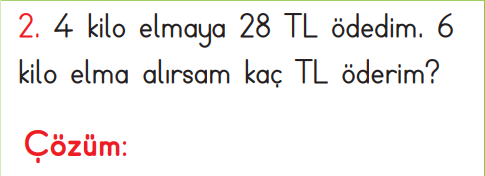 2. 4 kilo elmaya 28 TL ödedim. 6
kilo elma alırsam kaç TL öderim?
Çözüm: